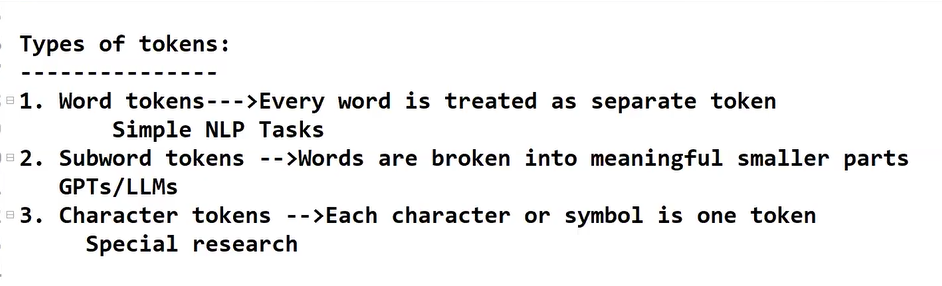 Types of tokens:
---------------
1. Word tokens--->Every word is treated as separate token
Simple NLP Tasks
2. Subword tokens -->Words are broken into meaningful smaller parts
GPTs/LLMs
3. Character tokens -->Each character or symbol is one token
Special research